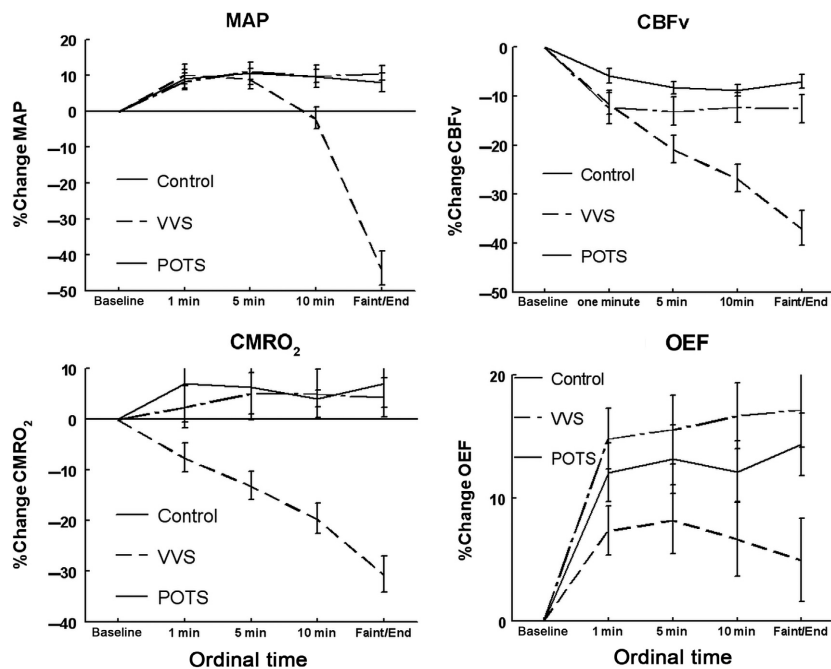 MAP
20
10
0
–10
–20
–30
–40
–50
%Change MAP
Control
VVS
POTS
Baseline 1 min 5 min 10 min Faint/End
CBFv
0
–10
–20
–30
–40
–50
%Change CBFv
Control
VVS
POTS
Baseline one minute 5 min 10min Faint/End
CMRO2
10
0
–10
–20
–30
–40
%Change CMRO2
Control
VVS
POTS
Baseline 1 min 5 min 10 min Faint/End
Ordinal time
OEF
20
10
0
%Change OEF
Control
VVS
POTS
Baseline 1 min 5 min 10 min Faint/End
Ordinal time